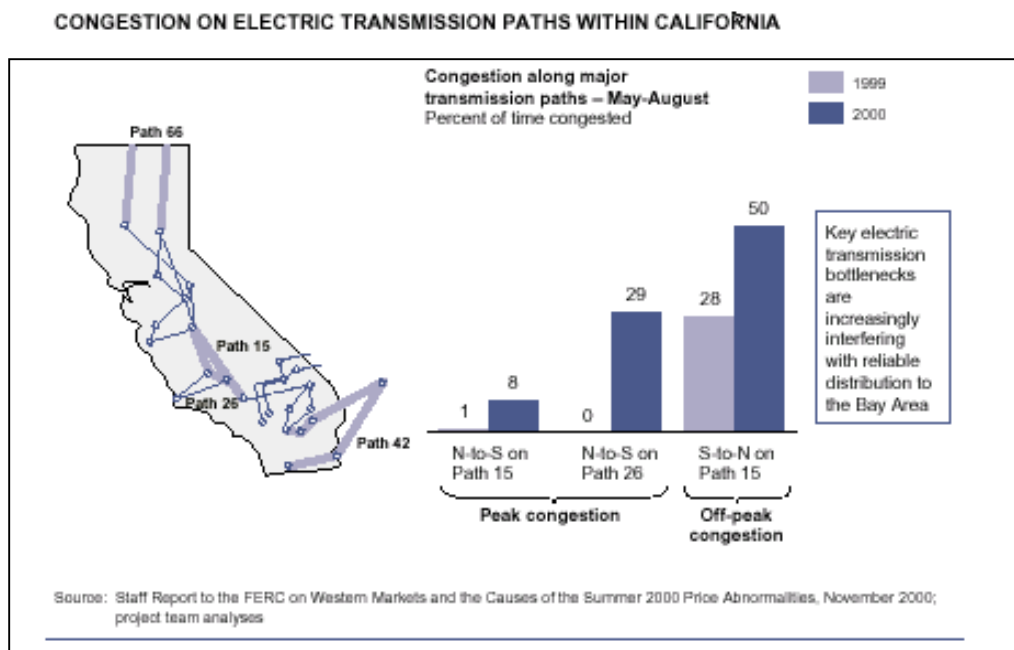 CONGESTION ON ELECTRIC TRANSMISSION PATHS WITHIN CALIFORNIA
Congestion along major
transmission paths – May-August
Percent of time congested
1999
2000
Path 66
Path 15
Path 26
Path 42
1
8
0
29
28
50
N-to-S on
Path 15
N-to-S on
Path 26
S-to-N on
Path 15
Peak congestion
Off-peak
congestion
Key electric
transmission
bottlenecks
are
increasingly
interfering
with reliable
distribution to
the Bay Area
Source: Staff Report to the FERC on Western Markets and the Causes of the Summer 2000 Price Abnormalities, November 2000;
project team analyses